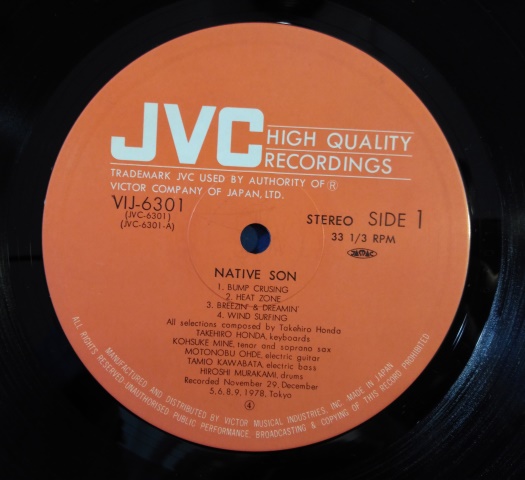 JVC HIGH QUALITY
RECORDINGS
TRADEMARK JVC USED BY AUTHORITY OF ®
VICTOR COMPANY OF JAPAN, LTD.
VIJ-6301
(JVC-6301)
(JVC-6301-A)
STEREO SIDE 1
33 1/3 RPM
NATIVE SON
1. BUMP CRUSING
2. HEAT ZONE
3. BREEZIN' & DREAMIN'
4. WIND SURFING
All selections composed by Takehiro Honda
TAKEHIRO HONDA, keyboards
KOHSUKE MINE, tenor and soprano sax
MOTONOBU OHDE, electric guitar
TAMIO KAWABATA, electric bass
HIROSHI MURAKAMI, drums
Recorded November 29, December
5, 6, 8, 9, 1978, Tokyo
④
MANUFACTURED AND DISTRIBUTED BY VICTOR MUSICAL INDUSTRIES, INC. MADE IN JAPAN
ALL RIGHTS RESERVED-UNAUTHORISED PUBLIC PERFORMANCE, BROADCASTING & COPYING OF THIS RECORD PROHIBITED